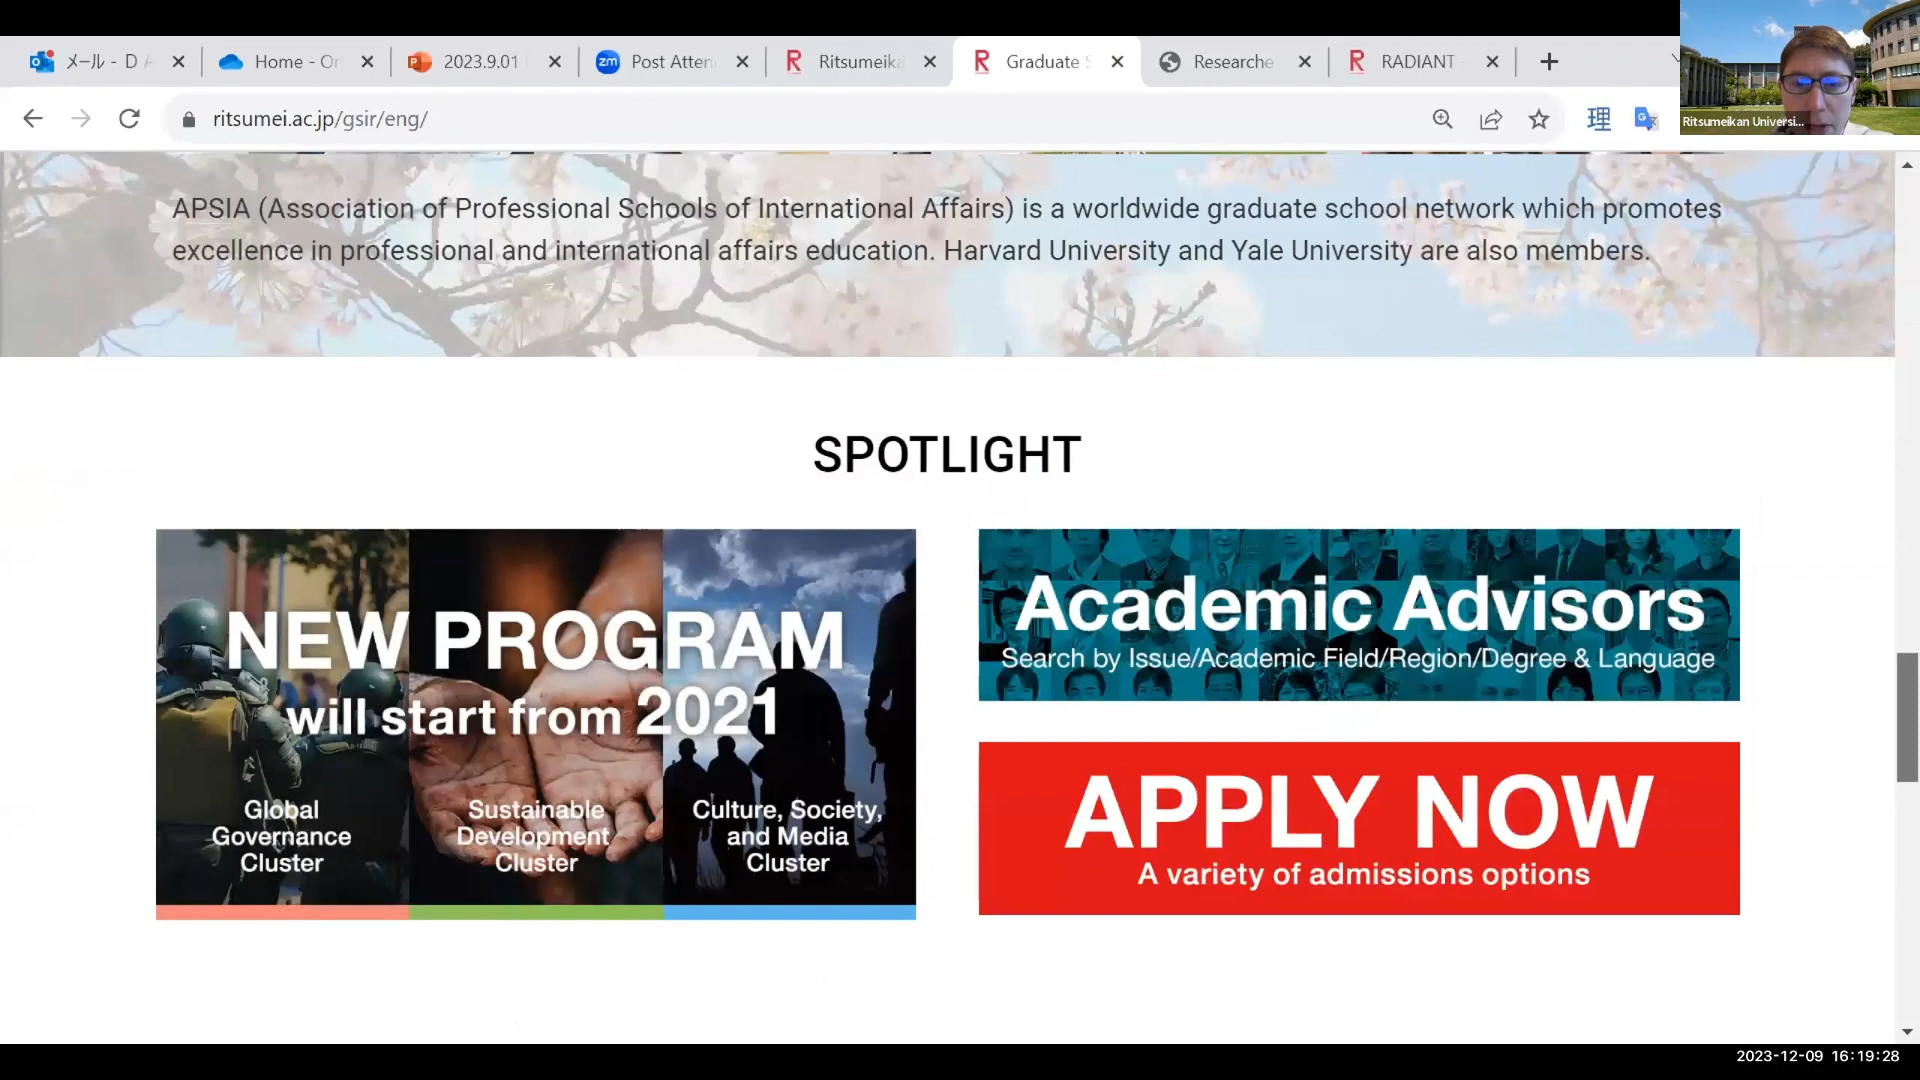 メール - D A
Home - On
2023.9.01
Post Atten
Ritsumeika
Graduate S
Researche
RADIANT -
ritsumei.ac.jp/gsir/eng/
理
Ritsumeikan Universi...
APSIA (Association of Professional Schools of International Affairs) is a worldwide graduate school network which promotes
excellence in professional and international affairs education. Harvard University and Yale University are also members.
SPOTLIGHT
NEW PROGRAM
will start from 2021
Global
Governance
Cluster
Sustainable
Development
Cluster
Culture, Society,
and Media
Cluster
Academic Advisors
Search by Issue/Academic Field/Region/Degree & Language
APPLY NOW
A variety of admissions options
2023-12-09 16:19:28